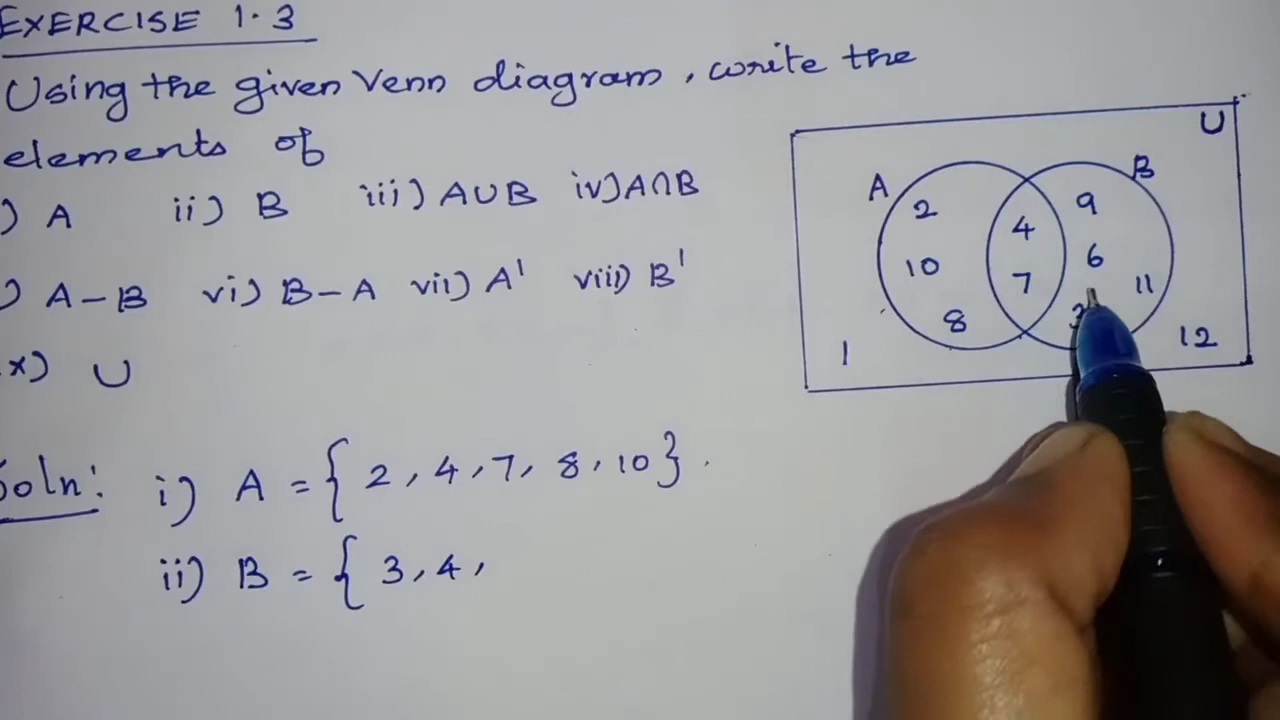 EXERCISE 1.3
Using the given Venn diagram, write the
elements of
) A ii) B iii) A∪B iv) A∩B
) A-B vi) B-A vii) A' viii) B'
x) U
Soln: i) A = { 2, 4, 7, 8, 10} .
ii) B = { 3, 4,
U
A
B
2
10
8
4
7
9
6
11
3
1
12